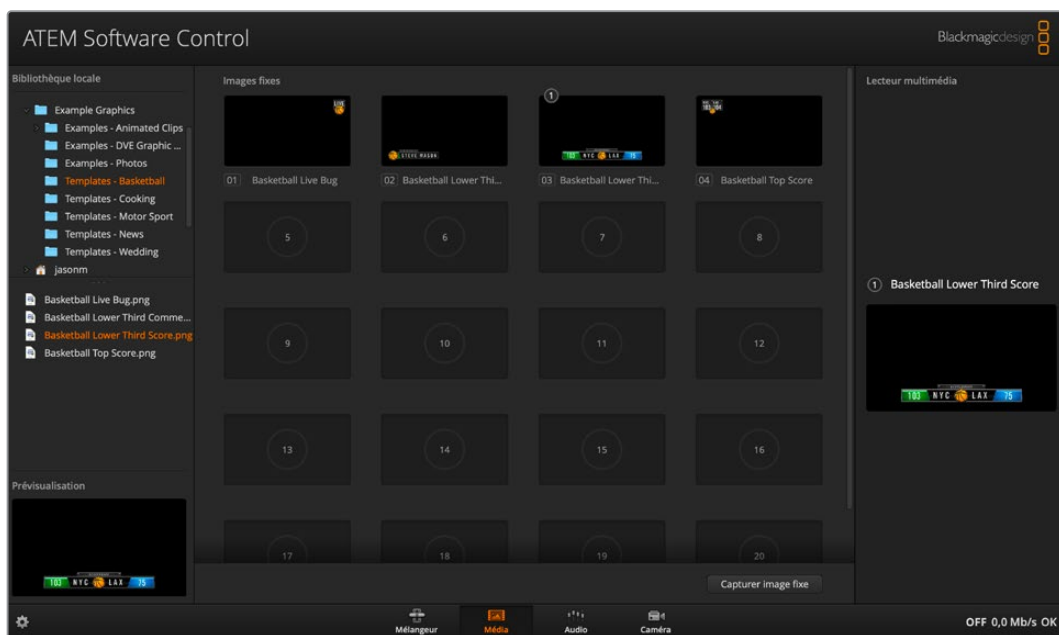 ATEM Software Control
Blackmagicdesign
Bibliothèque locale
Example Graphics
Examples - Animated Clips
Examples - DVE Graphic ...
Examples - Photos
Templates - Basketball
Templates - Cooking
Templates - Motor Sport
Templates - News
Templates - Wedding
jasonm
Basketball Live Bug.png
Basketball Lower Third Comme...
Basketball Lower Third Score.png
Basketball Top Score.png
Prévisualisation
103 NYC LAX 75
Images fixes
LIVE
STEVE MASON
1
103 NYC LAX 75
103 104
01 Basketball Live Bug
02 Basketball Lower Thi...
03 Basketball Lower Thi...
04 Basketball Top Score
5 6 7 8
9 10 11 12
13 14 15 16
17 18 19 20
Capturer image fixe
Lecteur multimédia
1 Basketball Lower Third Score
103 NYC LAX 75
Mélangeur
Média
Audio
Caméra
OFF 0,0 Mb/s OK